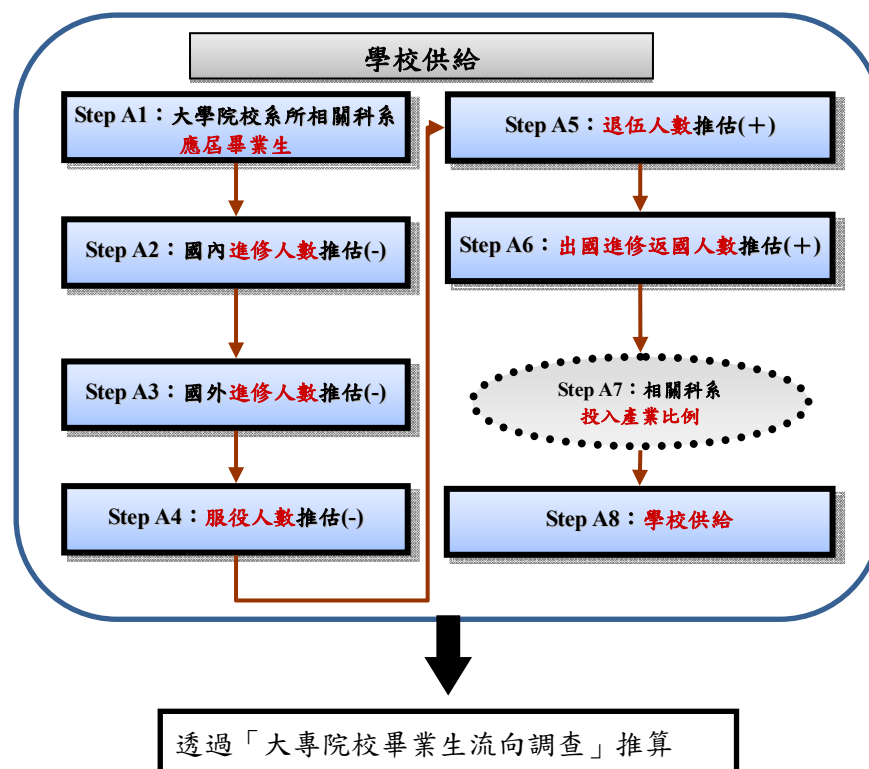 學校供給
Step A1：大學院校系所相關科系
應屆畢業生
Step A2：國內進修人數推估(-)
Step A3：國外進修人數推估(-)
Step A4：服役人數推估(-)
Step A5：退伍人數推估(＋)
Step A6：出國進修返國人數推估(＋)
Step A7：相關科系
投入產業比例
Step A8：學校供給
透過「大專院校畢業生流向調查」推算